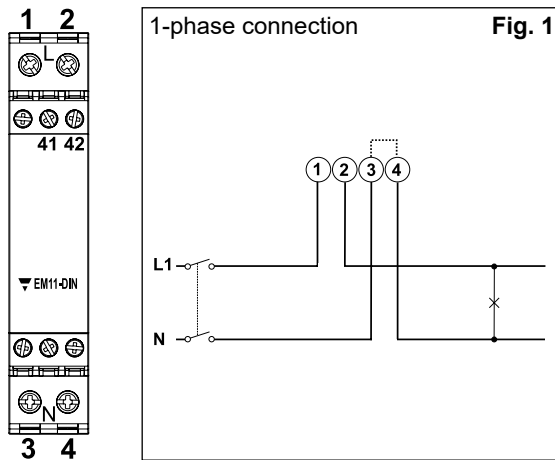 1 2
L
41 42
EM11-DIN
N
3 4
1-phase connection Fig. 1
1 2 3 4
L1
N